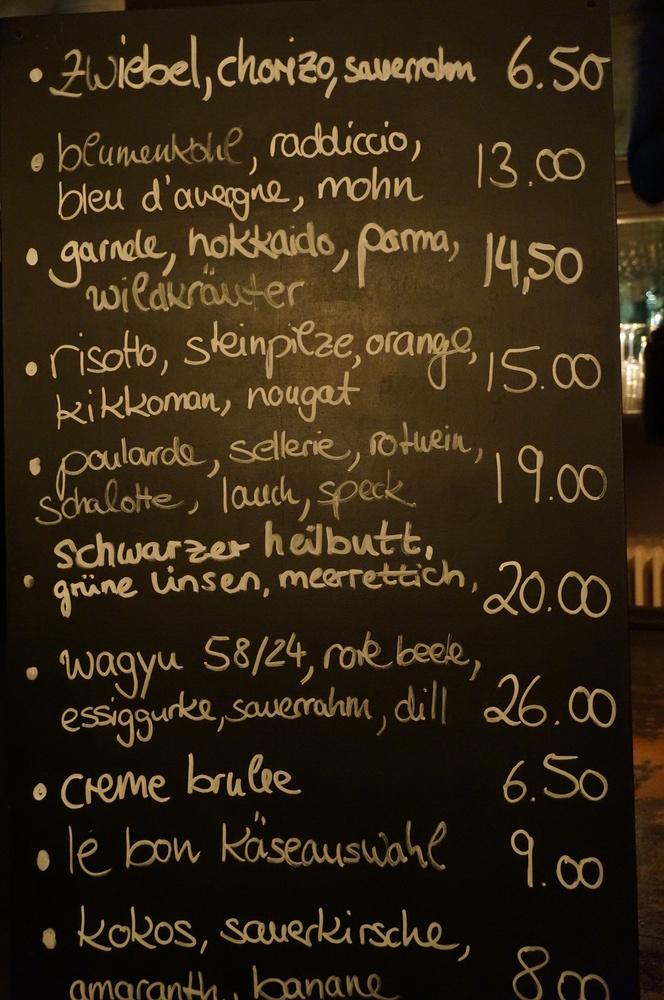 • Zwiebel, chorizo, sauerrahm 6.50
• blumenkohl, raddiccio,
bleu d'auvergne, mohn 13.00
• garnele, hokkaido, parma, 14,50
wildkräuter
• risotto, steinpilze, orange, 15.00
kikkoman, nougat
• poularde, sellerie, rotwein,
schalotte, lauch, speck 19.00
schwarzer heilbutt,
• grüne linsen, meerrettich, 20.00
• wagyu 58/24, rote beete,
essiggurke, sauerrahm, dill 26.00
• creme brulee 6.50
• le bon Käseauswahl 9.00
• kokos, sauerkirsche,
amaranth, banane 8.00